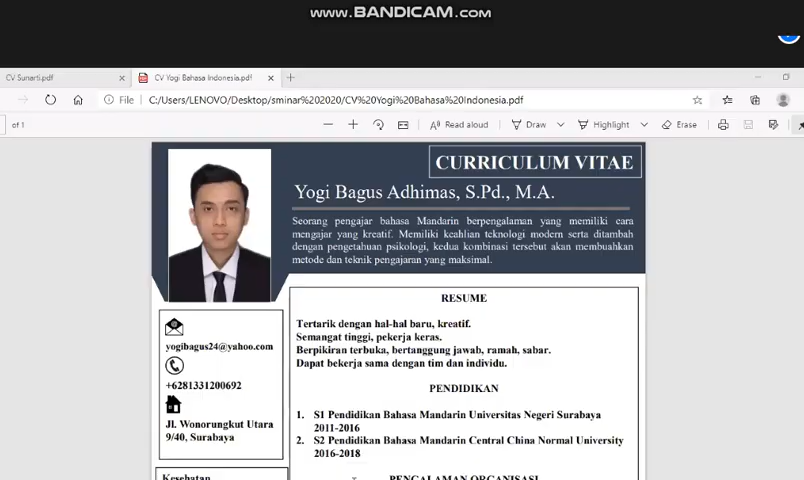 WWW.BANDICAM.COM
CV Sunarti.pdf
CV Yogi Bahasa Indonesia.pdf
File
C:/Users/LENOVO/Desktop/sminar%202020/CV%20Yogi%20Bahasa%20Indonesia.pdf
of 1
Read aloud
Draw
Highlight
Erase
CURRICULUM VITAE
Yogi Bagus Adhimas, S.Pd., M.A.
Seorang pengajar bahasa Mandarin berpengalaman yang memiliki cara
mengajar yang kreatif. Memiliki keahlian teknologi modern serta ditambah
dengan pengetahuan psikologi, kedua kombinasi tersebut akan membuahkan
metode dan teknik pengajaran yang maksimal.
yogibagus24@yahoo.com
+6281331200692
Jl. Wonorungkut Utara
9/40, Surabaya
Kesehatan
RESUME
Tertarik dengan hal-hal baru, kreatif.
Semangat tinggi, pekerja keras.
Berpikiran terbuka, bertanggung jawab, ramah, sabar.
Dapat bekerja sama dengan tim dan individu.
PENDIDIKAN
1. S1 Pendidikan Bahasa Mandarin Universitas Negeri Surabaya
2011-2016
2. S2 Pendidikan Bahasa Mandarin Central China Normal University
2016-2018
PENGALAMAN ORGANISASI